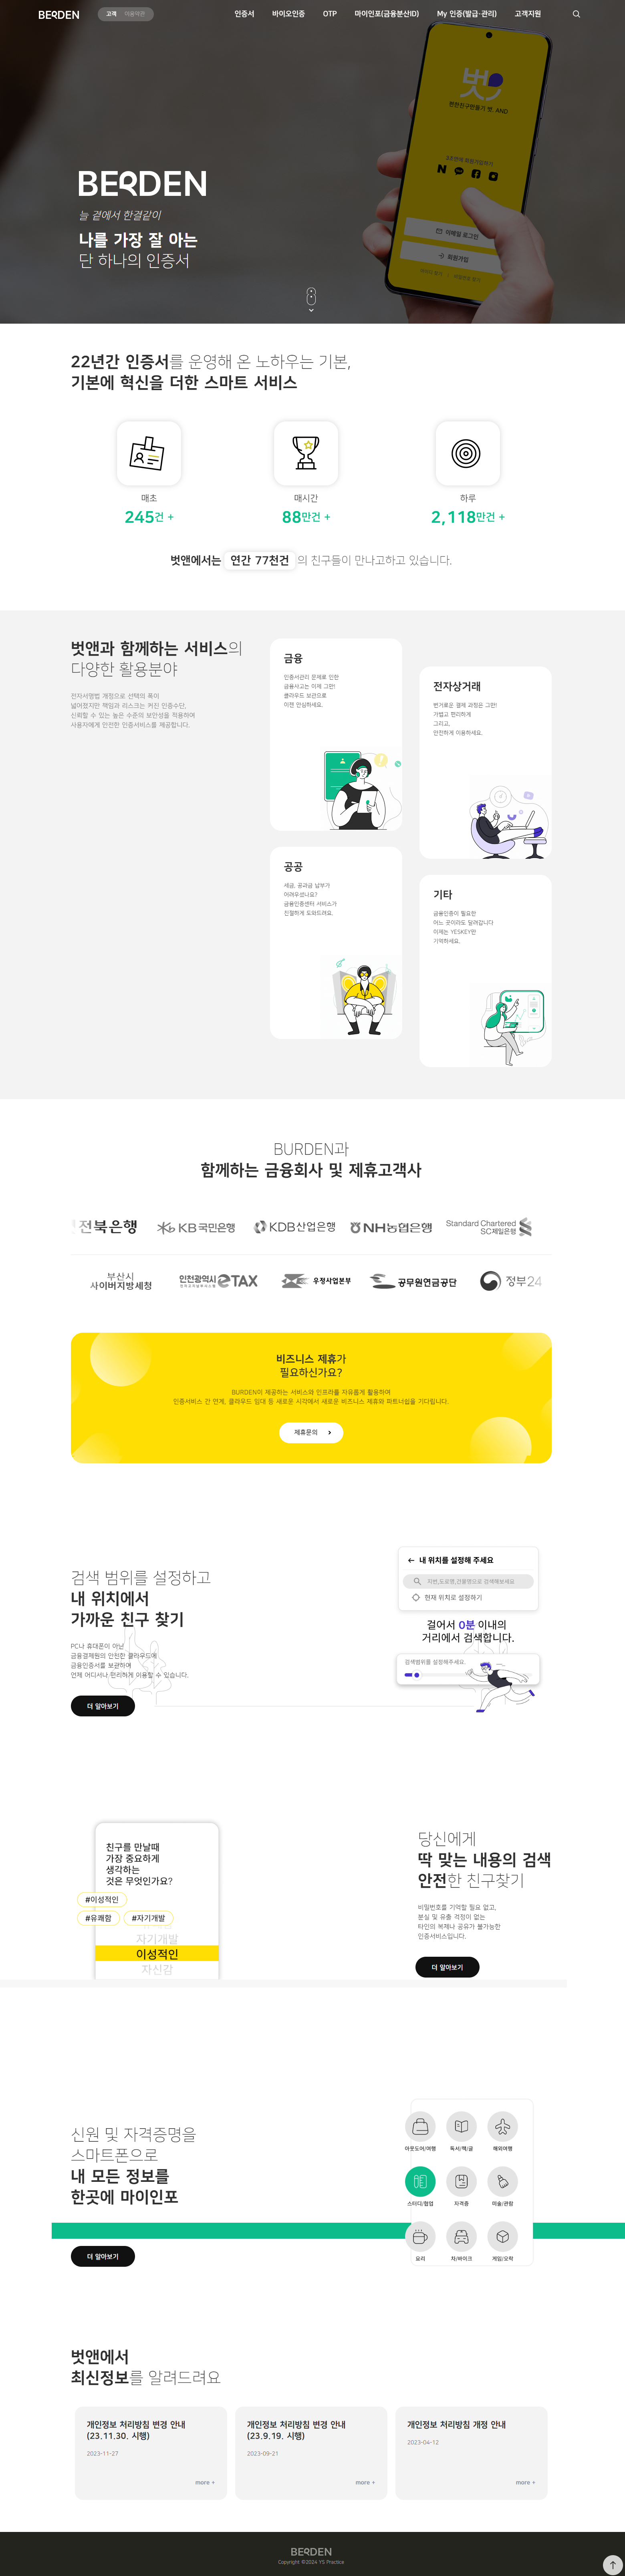 BERDEN
고객
이용약관
인증서
바이오인증
OTP
마이인포(금융분산ID)
My 인증(발급·관리)
고객지원
벗
편한친구만들기.벗. AND
3초만에 회원가입하기
이메일 로그인
회원가입
BERDEN
늘 곁에서 한결같이
나를 가장 잘 아는
단 하나의 인증서
22년간 인증서를 운영해 온 노하우는 기본,
기본에 혁신을 더한 스마트 서비스
매초
245건 +
매시간
88만건 +
하루
2,118만건 +
벗앤에서는 연간 77천건 의 친구들이 만나고하고 있습니다.
벗앤과 함께하는 서비스의
다양한 활용분야
전자서명법 개정으로 선택의 폭이
넓어졌지만 책임과 리스크는 커진 인증수단,
신뢰할 수 있는 높은 수준의 보안성을 적용하여
사용자에게 안전한 인증서비스를 제공합니다.
금융
인증서관리 문제로 인한
금융사고는 이제 그만!
클라우드 보관으로
이젠 안심하세요.
전자상거래
번거로운 결제 과정은 그만!
가볍고 편리하게
그리고,
안전하게 이용하세요.
공공
세금, 공과금 납부가
어려우셨나요?
금융인증센터 서비스가
친절하게 도와드려요.
기타
금융인증이 필요한
어느 곳이라도 달려갑니다
이제는 YESKEY만
기억하세요.
BURDEN과
함께하는 금융회사 및 제휴고객사
전북은행
KB국민은행
KDB산업은행
NH농협은행
Standard Chartered
SC제일은행
부산시
사이버지방세청
인천광역시 ETAX
우정사업본부
공무원연금공단
정부24
비즈니스 제휴가
필요하신가요?
BURDEN이 제공하는 서비스와 인프라를 자유롭게 활용하여
인증서비스 간 연계, 클라우드 임대 등 새로운 시각에서 새로운 비즈니스 제휴와 파트너쉽을 기다립니다.
제휴문의
검색 범위를 설정하고
내 위치에서
가까운 친구 찾기
PC나 휴대폰이 아닌
금융결제원의 안전한 클라우드에
금융인증서를 보관하여
언제 어디서나 편리하게 이용할 수 있습니다.
더 알아보기
내 위치를 설정해 주세요
지번,도로명,건물명으로 검색해보세요
현재 위치로 설정하기
걸어서 0분 이내의
거리에서 검색합니다.
검색범위를 설정해주세요.
친구를 만날때
가장 중요하게
생각하는
것은 무엇인가요?
#이성적인
#유쾌함
#자기개발
자기개발
이성적인
자신감
당신에게
딱 맞는 내용의 검색
안전한 친구찾기
비밀번호를 기억할 필요 없고,
분실 및 유출 걱정이 없는
타인의 복제나 공유가 불가능한
인증서비스입니다.
더 알아보기
신원 및 자격증명을
스마트폰으로
내 모든 정보를
한곳에 마이인포
더 알아보기
아웃도어/여행
독서/책/글
해외여행
스터디/협업
자격증
미술/관람
요리
차/바이크
게임/오락
벗앤에서
최신정보를 알려드려요
개인정보 처리방침 변경 안내
(23.11.30. 시행)
2023-11-27
more +
개인정보 처리방침 변경 안내
(23.9.19. 시행)
2023-09-21
more +
개인정보 처리방침 개정 안내
2023-04-12
more +
BERDEN
Copyright ©2024 YS Practice